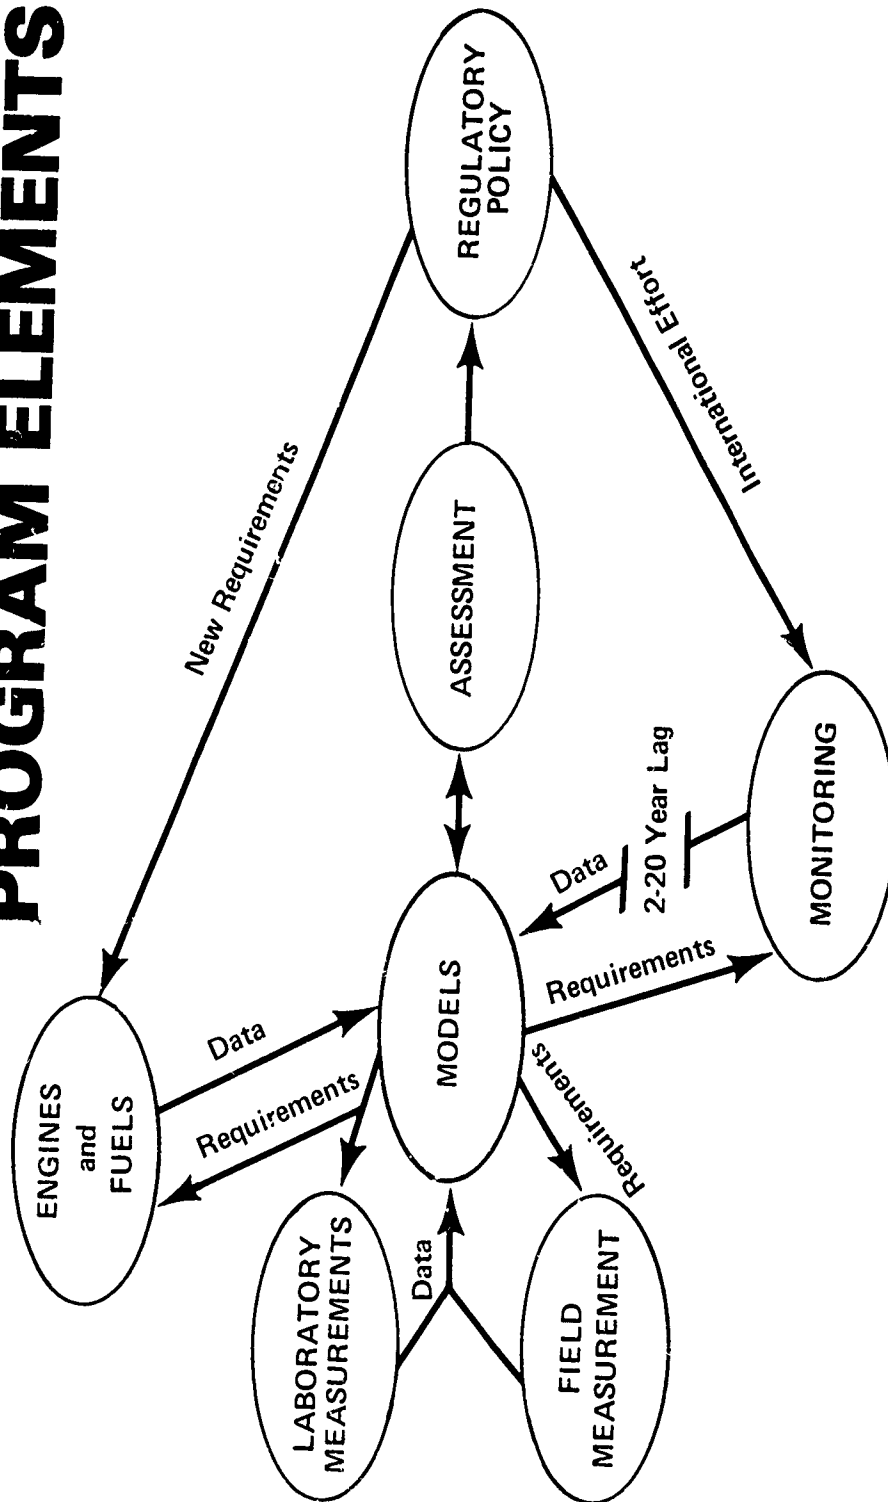 PROGRAM ELEMENTS
ENGINES
and
FUELS
New Requirements
REGULATORY
POLICY
Data
Requirements
LABORATORY
MEASUREMENTS
Data
MODELS
ASSESSMENT
FIELD
MEASUREMENT
Requirements
Requirements
Data
2-20 Year Lag
International Effort
MONITORING